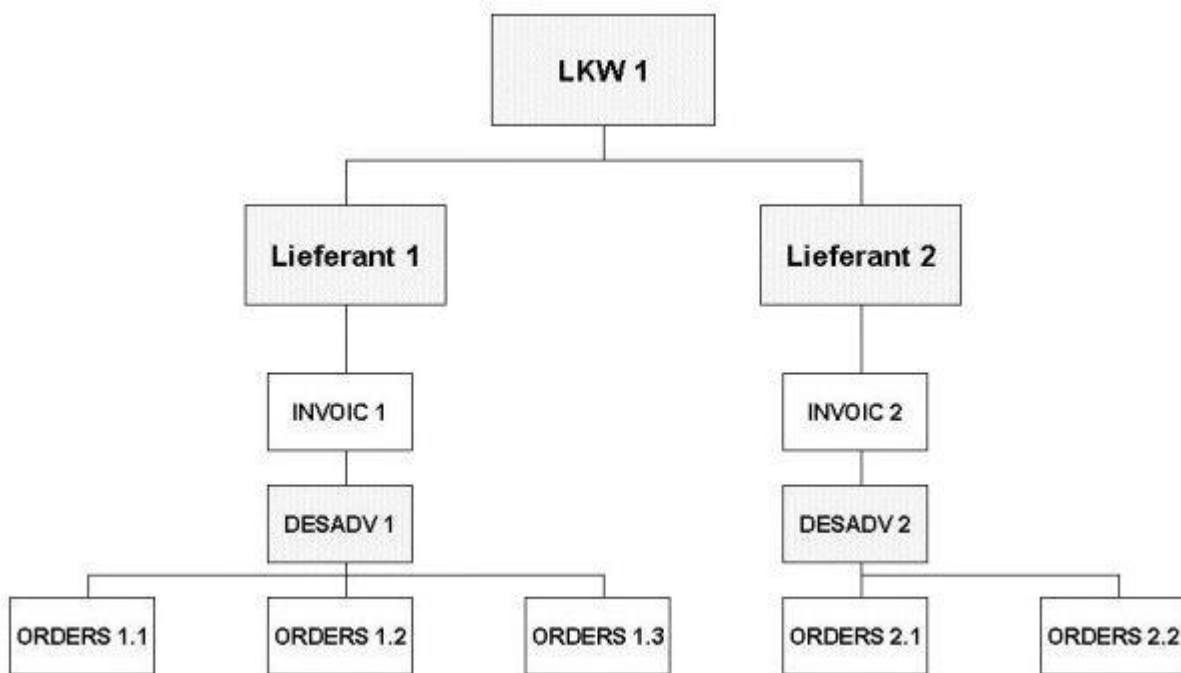 LKW 1
Lieferant 1
Lieferant 2
INVOIC 1
INVOIC 2
DESADV 1
DESADV 2
ORDERS 1.1
ORDERS 1.2
ORDERS 1.3
ORDERS 2.1
ORDERS 2.2